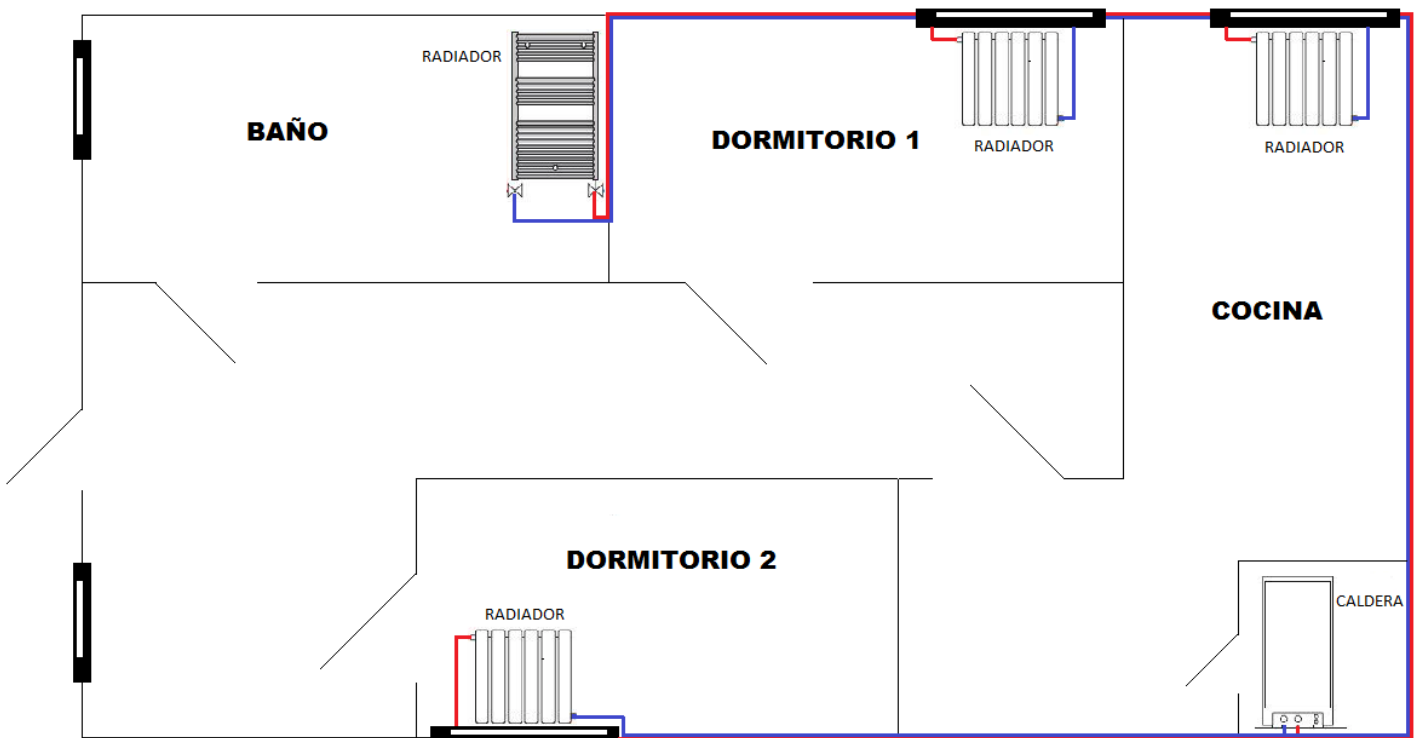 RADIADOR
BAÑO
DORMITORIO 1
RADIADOR
RADIADOR
COCINA
DORMITORIO 2
RADIADOR
CALDERA